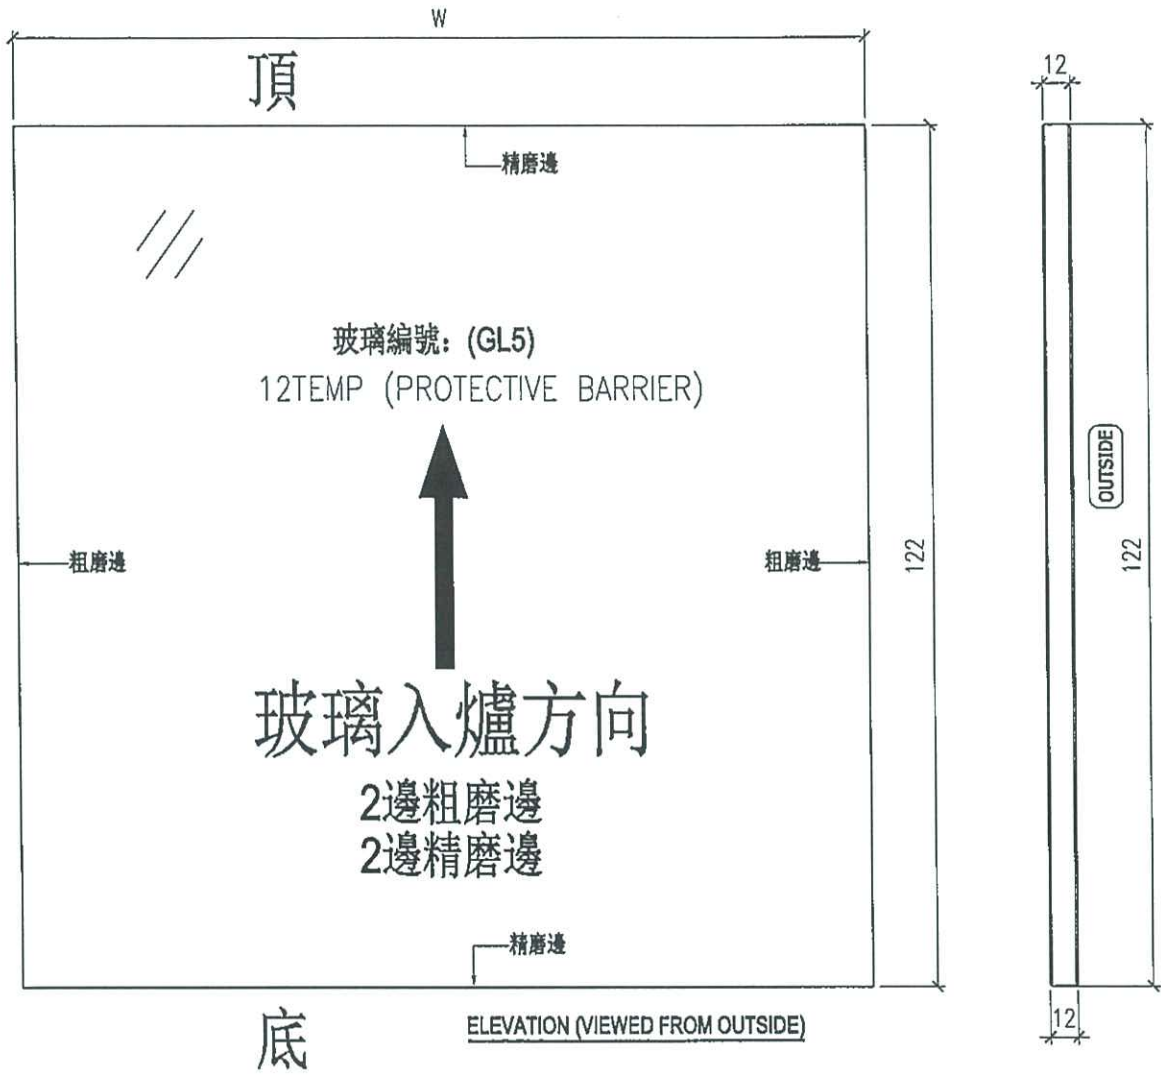 W
頂
12
精磨邊
玻璃編號：(GL5)
12TEMP (PROTECTIVE BARRIER)
OUTSIDE
粗磨邊
粗磨邊
122
122
玻璃入爐方向
2邊粗磨邊
2邊精磨邊
精磨邊
底
ELEVATION (VIEWED FROM OUTSIDE)
12